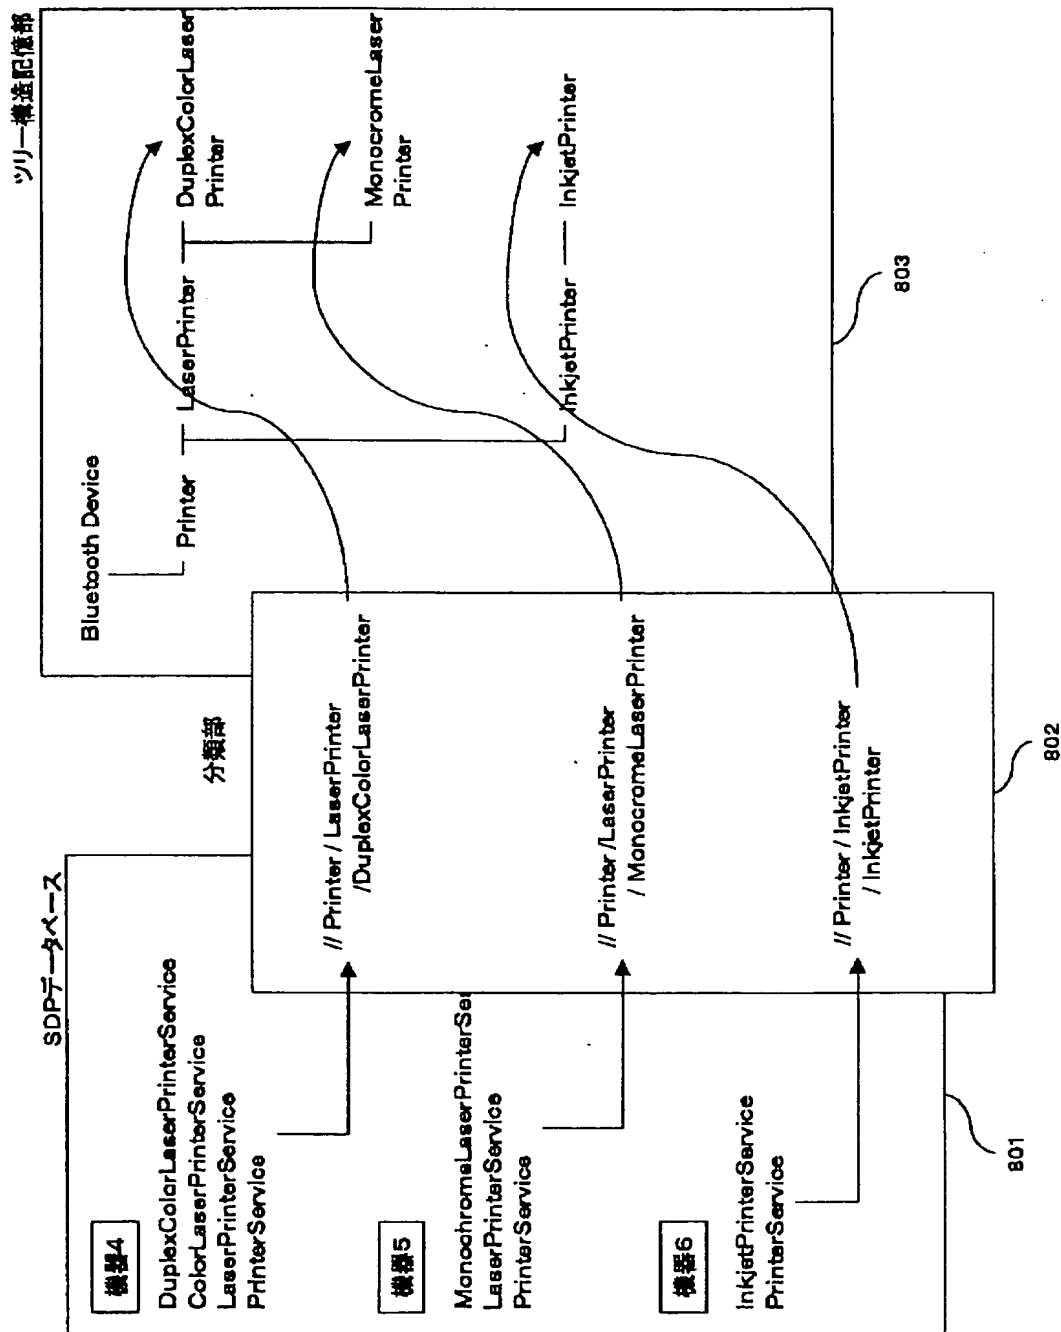 SDPデータベース
機器4
DuplexColorLaserPrinterService
ColorLaserPrinterService
LaserPrinterService
PrinterService
機器5
MonochromeLaserPrinterSer
LaserPrinterService
PrinterService
機器6
InkjetPrinterService
PrinterService
801
分類部
// Printer / LaserPrinter
/DuplexColorLaserPrinter
// Printer /LaserPrinter
/ MonocromeLaserPrinter
// Printer / InkjetPrinter
/ InkjetPrinter
802
ツリー構造記憶部
Bluetooth Device
Printer
LaserPrinter
DuplexColorLaser
Printer
MonocromeLaser
Printer
InkjetPrinter
InkjetPrinter
803